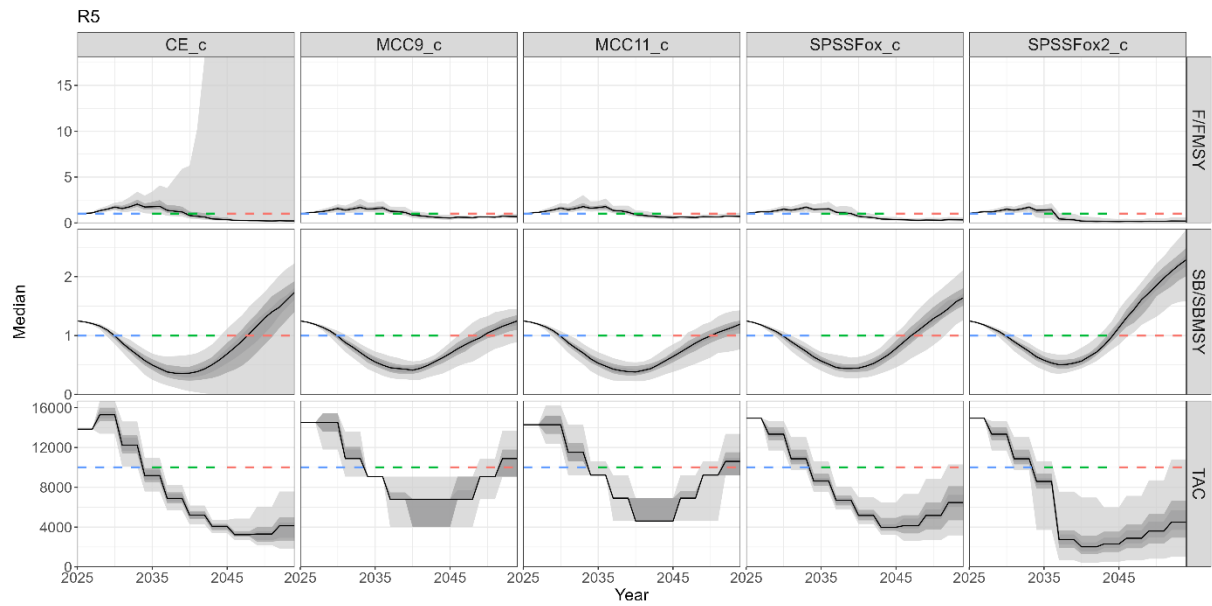 R5
CE_c MCC9_c MCC11_c SPSSFox_c SPSSFox2_c
15
10
5
0
F/FMSY
2
1
0
SB/SBMSY
16000
12000
8000
4000
0
TAC
Median
2025 2035 2045 2025 2035 2045 2025 2035 2045 2025 2035 2045 2025 2035 2045
Year